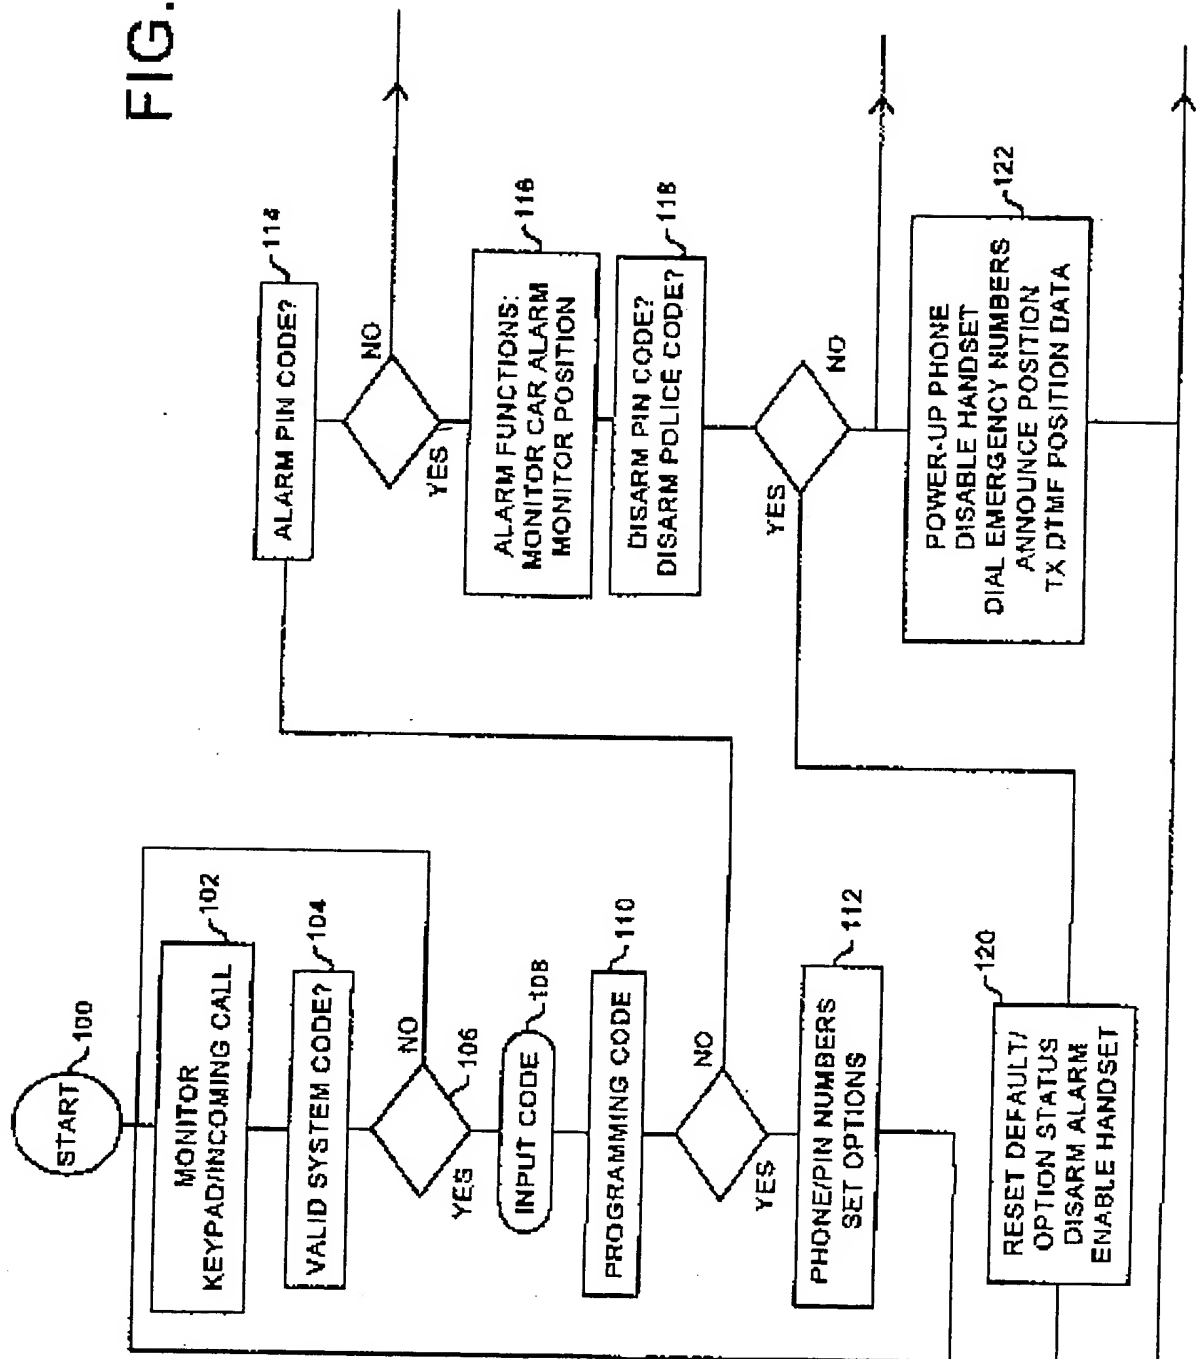 FIG.
START
100
MONITOR
KEYPAD/INCOMING CALL
102
VALID SYSTEM CODE?
104
NO
106
YES
INPUT CODE
108
PROGRAMMING CODE
110
NO
YES
PHONE/PIN NUMBERS
SET OPTIONS
112
ALARM PIN CODE?
114
NO
YES
ALARM FUNCTIONS:
MONITOR CAR ALARM
MONITOR POSITION
116
DISARM PIN CODE?
DISARM POLICE CODE?
118
YES
NO
RESET DEFAULT/
OPTION STATUS
DISARM ALARM
ENABLE HANDSET
120
POWER-UP PHONE
DISABLE HANDSET
DIAL EMERGENCY NUMBERS
ANNOUNCE POSITION
TX DTMF POSITION DATA
122